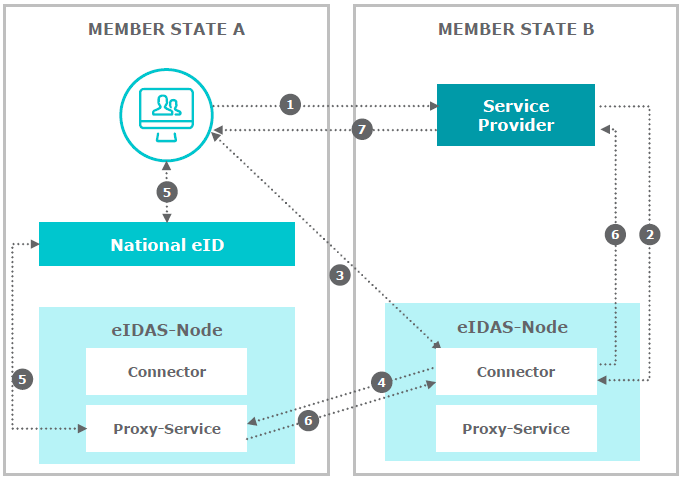 MEMBER STATE A
MEMBER STATE B
1
Service
Provider
7
5
National eID
6
2
3
eIDAS-Node
eIDAS-Node
Connector
Connector
5
4
6
Proxy-Service
Proxy-Service